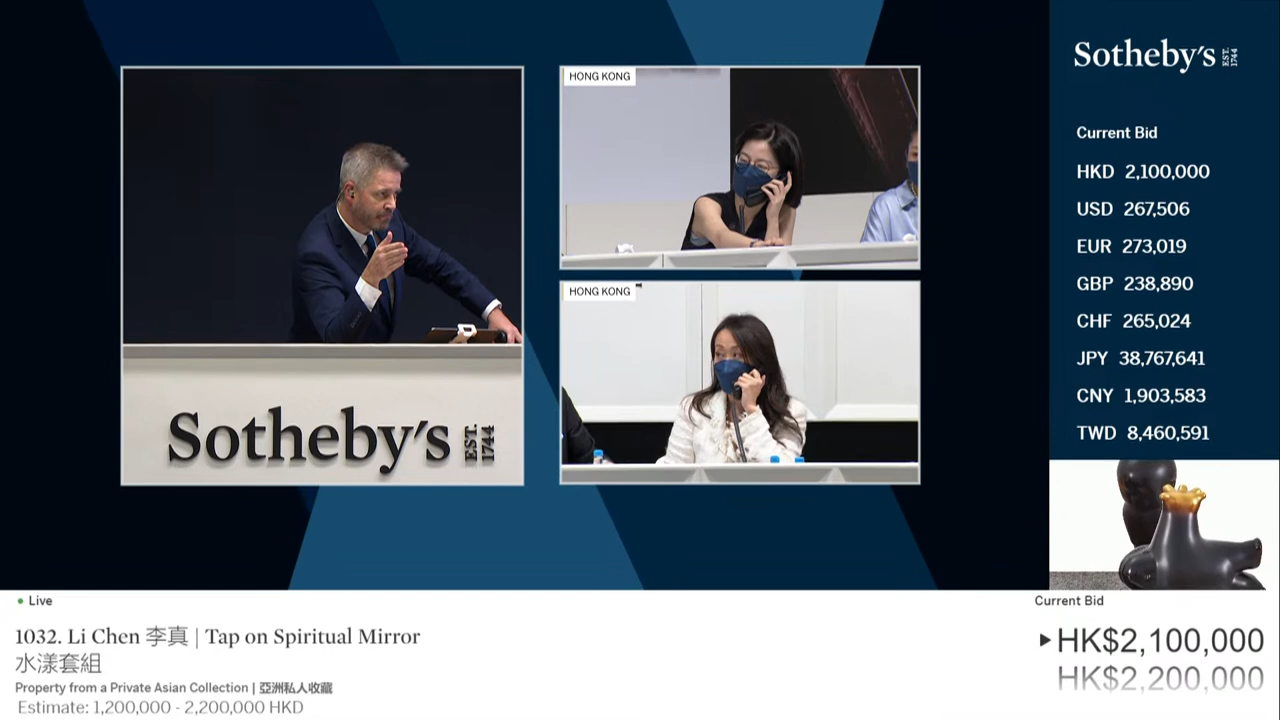 HONG KONG
Sotheby's EST. 1744
HONG KONG
Sotheby's EST. 1744
Current Bid
HKD 2,100,000
USD 267,506
EUR 273,019
GBP 238,890
CHF 265,024
JPY 38,767,641
CNY 1,903,583
TWD 8,460,591
Live
1032. Li Chen 李真 | Tap on Spiritual Mirror
水漾套組
Property from a Private Asian Collection | 亞洲私人收藏
Estimate: 1,200,000 - 2,200,000 HKD
Current Bid
HK$2,100,000
HK$2,200,000